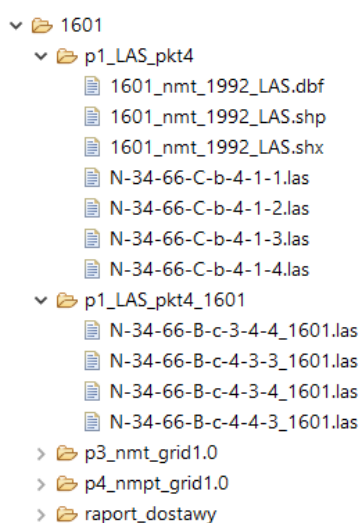 1601
p1_LAS_pkt4
1601_nmt_1992_LAS.dbf
1601_nmt_1992_LAS.shp
1601_nmt_1992_LAS.shx
N-34-66-C-b-4-1-1.las
N-34-66-C-b-4-1-2.las
N-34-66-C-b-4-1-3.las
N-34-66-C-b-4-1-4.las
p1_LAS_pkt4_1601
N-34-66-B-c-3-4-4_1601.las
N-34-66-B-c-4-3-3_1601.las
N-34-66-B-c-4-3-4_1601.las
N-34-66-B-c-4-4-3_1601.las
p3_nmt_grid1.0
p4_nmpt_grid1.0
raport_dostawy